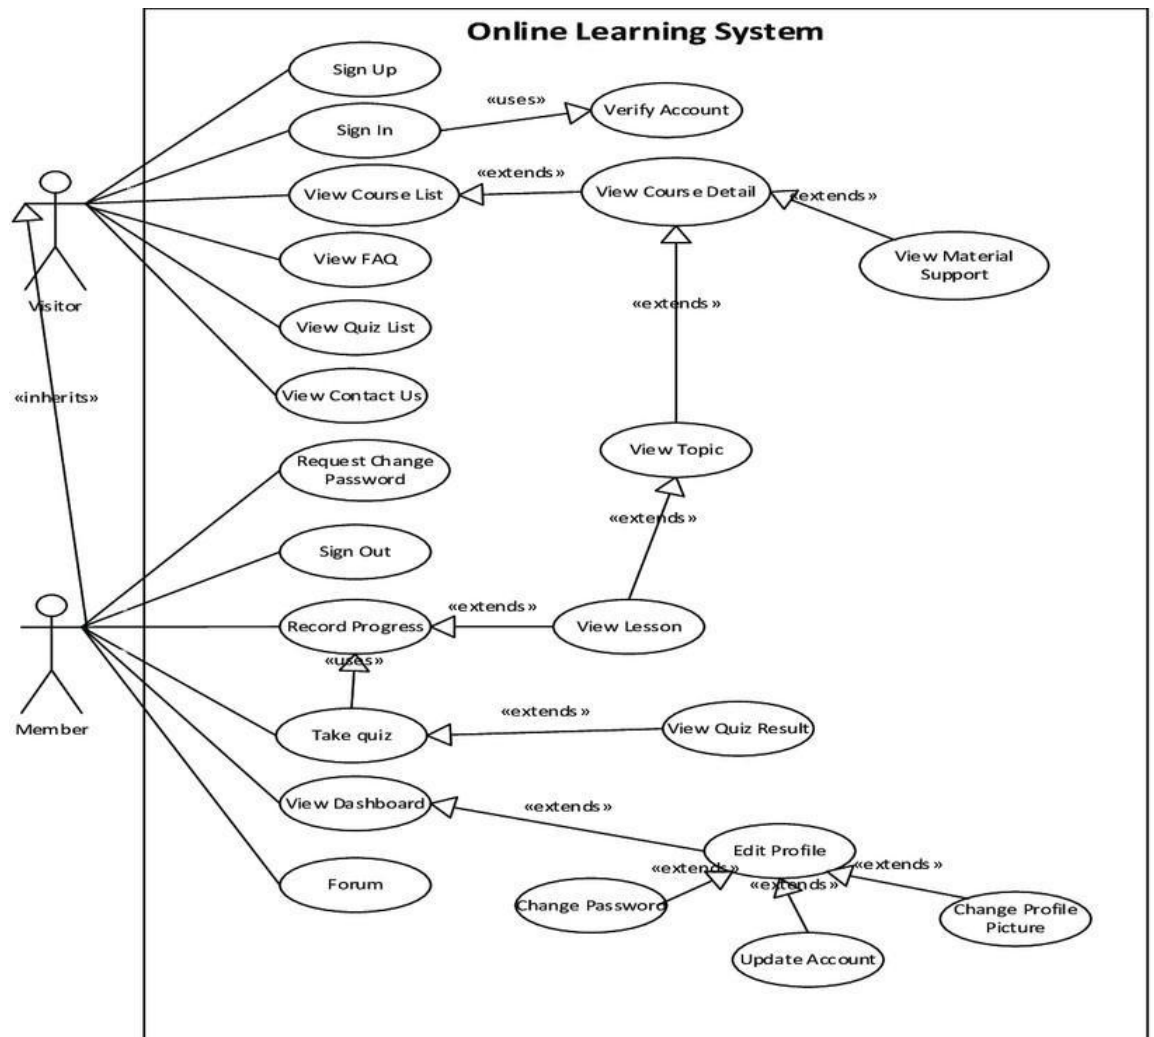 Online Learning System
Sign Up
«uses»
Verify Account
Sign In
«extends»
View Course List
View Course Detail
«extends»
View Material
Support
View FAQ
Visitor
«extends»
View Quiz List
«inherits»
View Contact Us
Request Change
Password
View Topic
«extends»
Sign Out
«extends»
Record Progress
View Lesson
«uses»
Member
Take quiz
«extends»
View Quiz Result
View Dashboard
«extends»
Edit Profile
«extends»
«extends»
«extends»
Forum
Change Password
Change Profile
Picture
Update Account